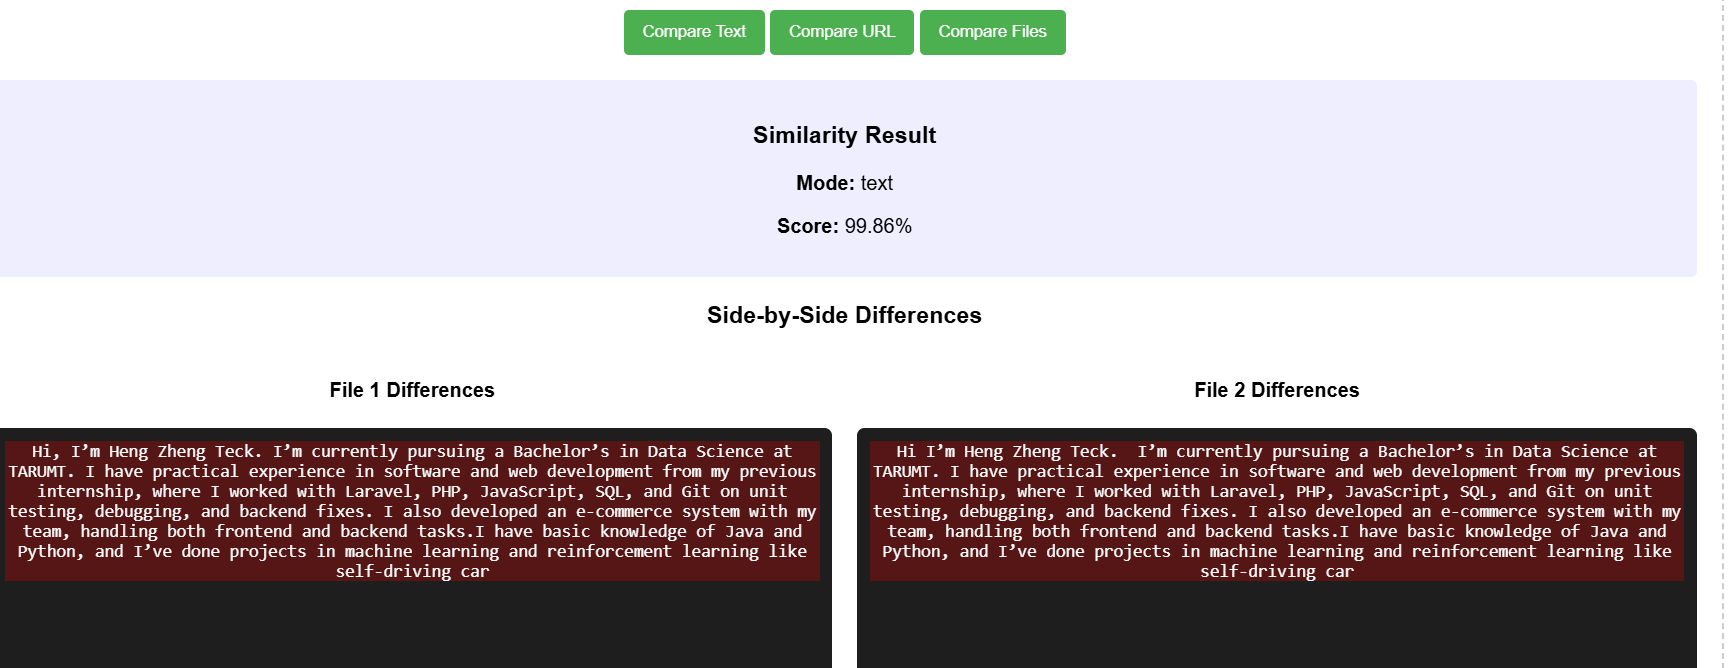 Compare Text Compare URL Compare Files
Similarity Result
Mode: text
Score: 99.86%
Side-by-Side Differences
File 1 Differences
Hi, I’m Heng Zheng Teck. I’m currently pursuing a Bachelor’s in Data Science at
TARUMT. I have practical experience in software and web development from my previous
internship, where I worked with Laravel, PHP, JavaScript, SQL, and Git on unit
testing, debugging, and backend fixes. I also developed an e-commerce system with my
team, handling both frontend and backend tasks.I have basic knowledge of Java and
Python, and I’ve done projects in machine learning and reinforcement learning like
self-driving car
File 2 Differences
Hi I’m Heng Zheng Teck.  I’m currently pursuing a Bachelor’s in Data Science at
TARUMT. I have practical experience in software and web development from my previous
internship, where I worked with Laravel, PHP, JavaScript, SQL, and Git on unit
testing, debugging, and backend fixes. I also developed an e-commerce system with my
team, handling both frontend and backend tasks.I have basic knowledge of Java and
Python, and I’ve done projects in machine learning and reinforcement learning like
self-driving car